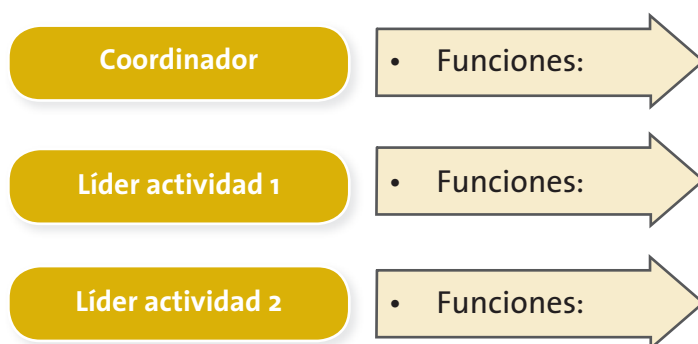 Coordinador
• Funciones:
Líder actividad 1
• Funciones:
Líder actividad 2
• Funciones: